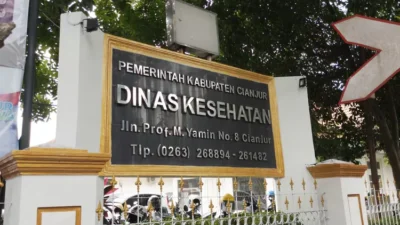 PEMERINTAH KABUPATEN CIANJUR
DINAS KESEHATAN
Jln. Prof. M. Yamin No. 8 Cianjur
Tlp. (0263) 268894 - 261482